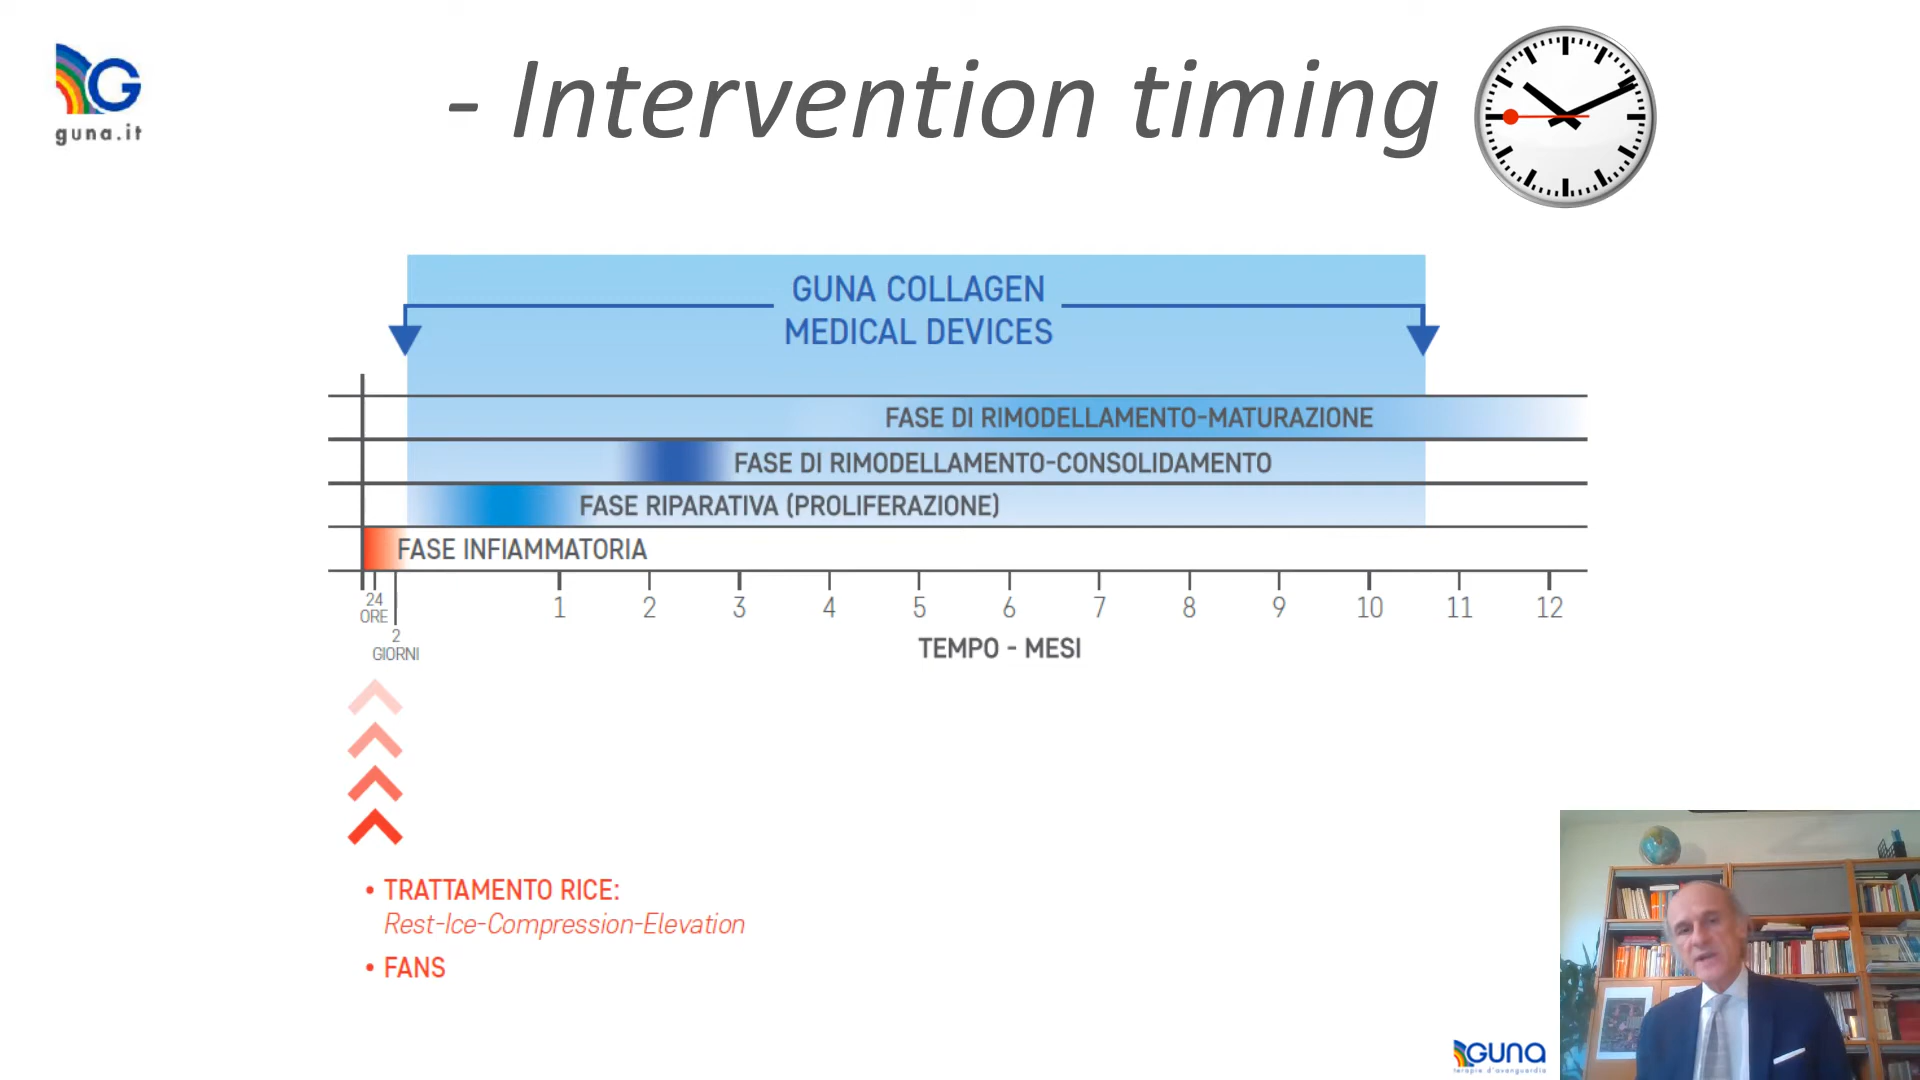 - Intervention timing
G
guna.it
GUNA COLLAGEN
MEDICAL DEVICES
FASE DI RIMODELLAMENTO-MATURAZIONE
FASE DI RIMODELLAMENTO-CONSOLIDAMENTO
FASE RIPARATIVA (PROLIFERAZIONE)
FASE INFIAMMATORIA
24
ORE
2
GIORNI
1 2 3 4 5 6 7 8 9 10 11 12
TEMPO - MESI
• TRATTAMENTO RICE:
Rest-Ice-Compression-Elevation
• FANS
GUNA
terapie d'avanguardia